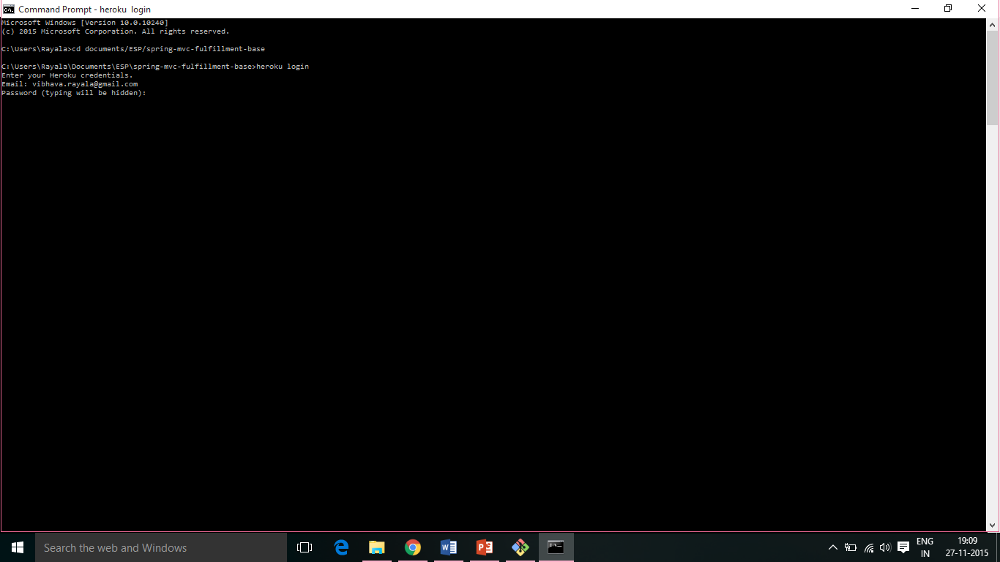 Command Prompt - heroku  login
Microsoft Windows [Version 10.0.10240]
(c) 2015 Microsoft Corporation. All rights reserved.
C:\Users\Rayala>cd documents/ESP/spring-mvc-fulfillment-base
C:\Users\Rayala\Documents\ESP\spring-mvc-fulfillment-base>heroku login
Enter your Heroku credentials.
Email: vibhava.rayala@gmail.com
Password (typing will be hidden):
Search the web and Windows
ENG
IN
19:09
27-11-2015